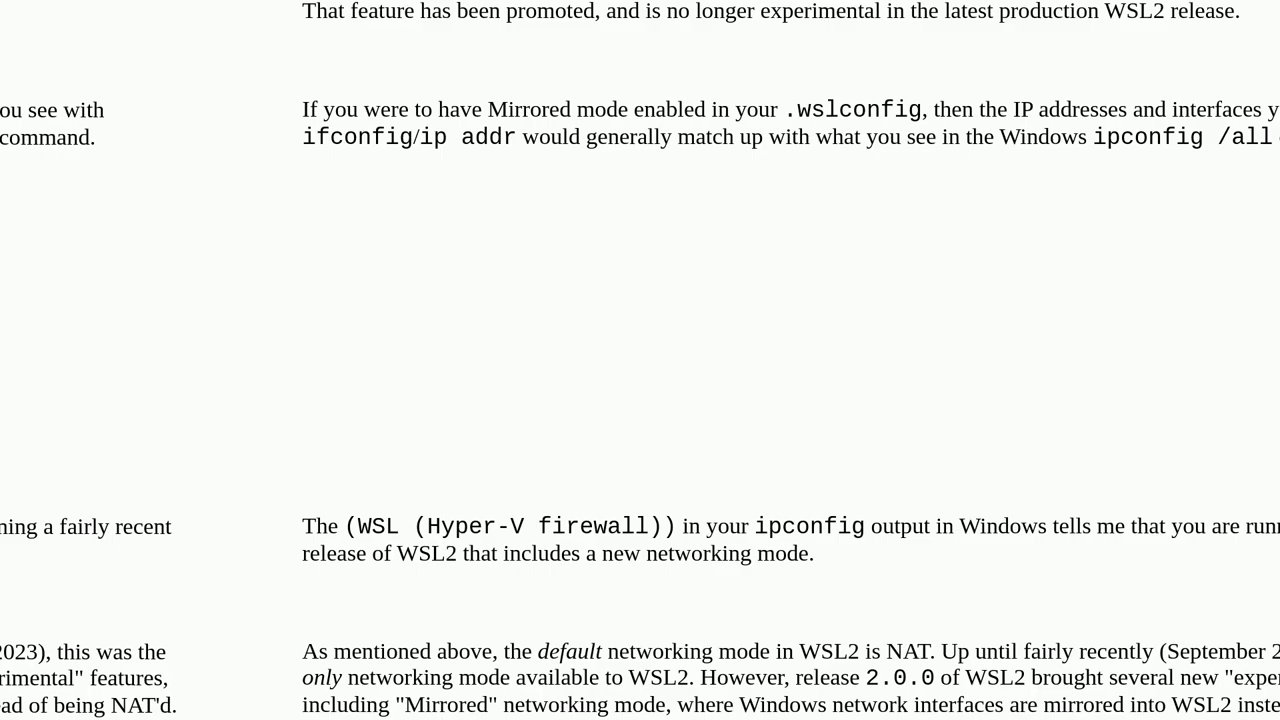 That feature has been promoted, and is no longer experimental in the latest production WSL2 release.
ou see with
command.
If you were to have Mirrored mode enabled in your .wslconfig, then the IP addresses and interfaces y
ifconfig/ip addr would generally match up with what you see in the Windows ipconfig /all
ning a fairly recent
The (WSL (Hyper-V firewall)) in your ipconfig output in Windows tells me that you are run
release of WSL2 that includes a new networking mode.
2023), this was the
rimental" features,
ad of being NAT'd.
As mentioned above, the default networking mode in WSL2 is NAT. Up until fairly recently (September 2
only networking mode available to WSL2. However, release 2.0.0 of WSL2 brought several new "expe
including "Mirrored" networking mode, where Windows network interfaces are mirrored into WSL2 inste